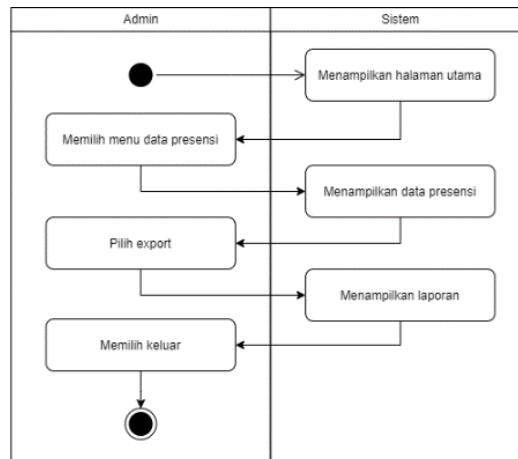 Admin
Sistem
Menampilkan halaman utama
Memilih menu data presensi
Menampilkan data presensi
Pilih export
Menampilkan laporan
Memilih keluar